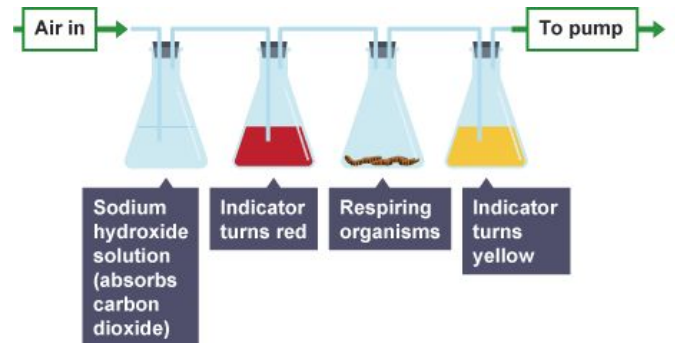 Air in
To pump
Sodium
hydroxide
solution
(absorbs
carbon
dioxide)
Indicator
turns red
Respiring
organisms
Indicator
turns
yellow